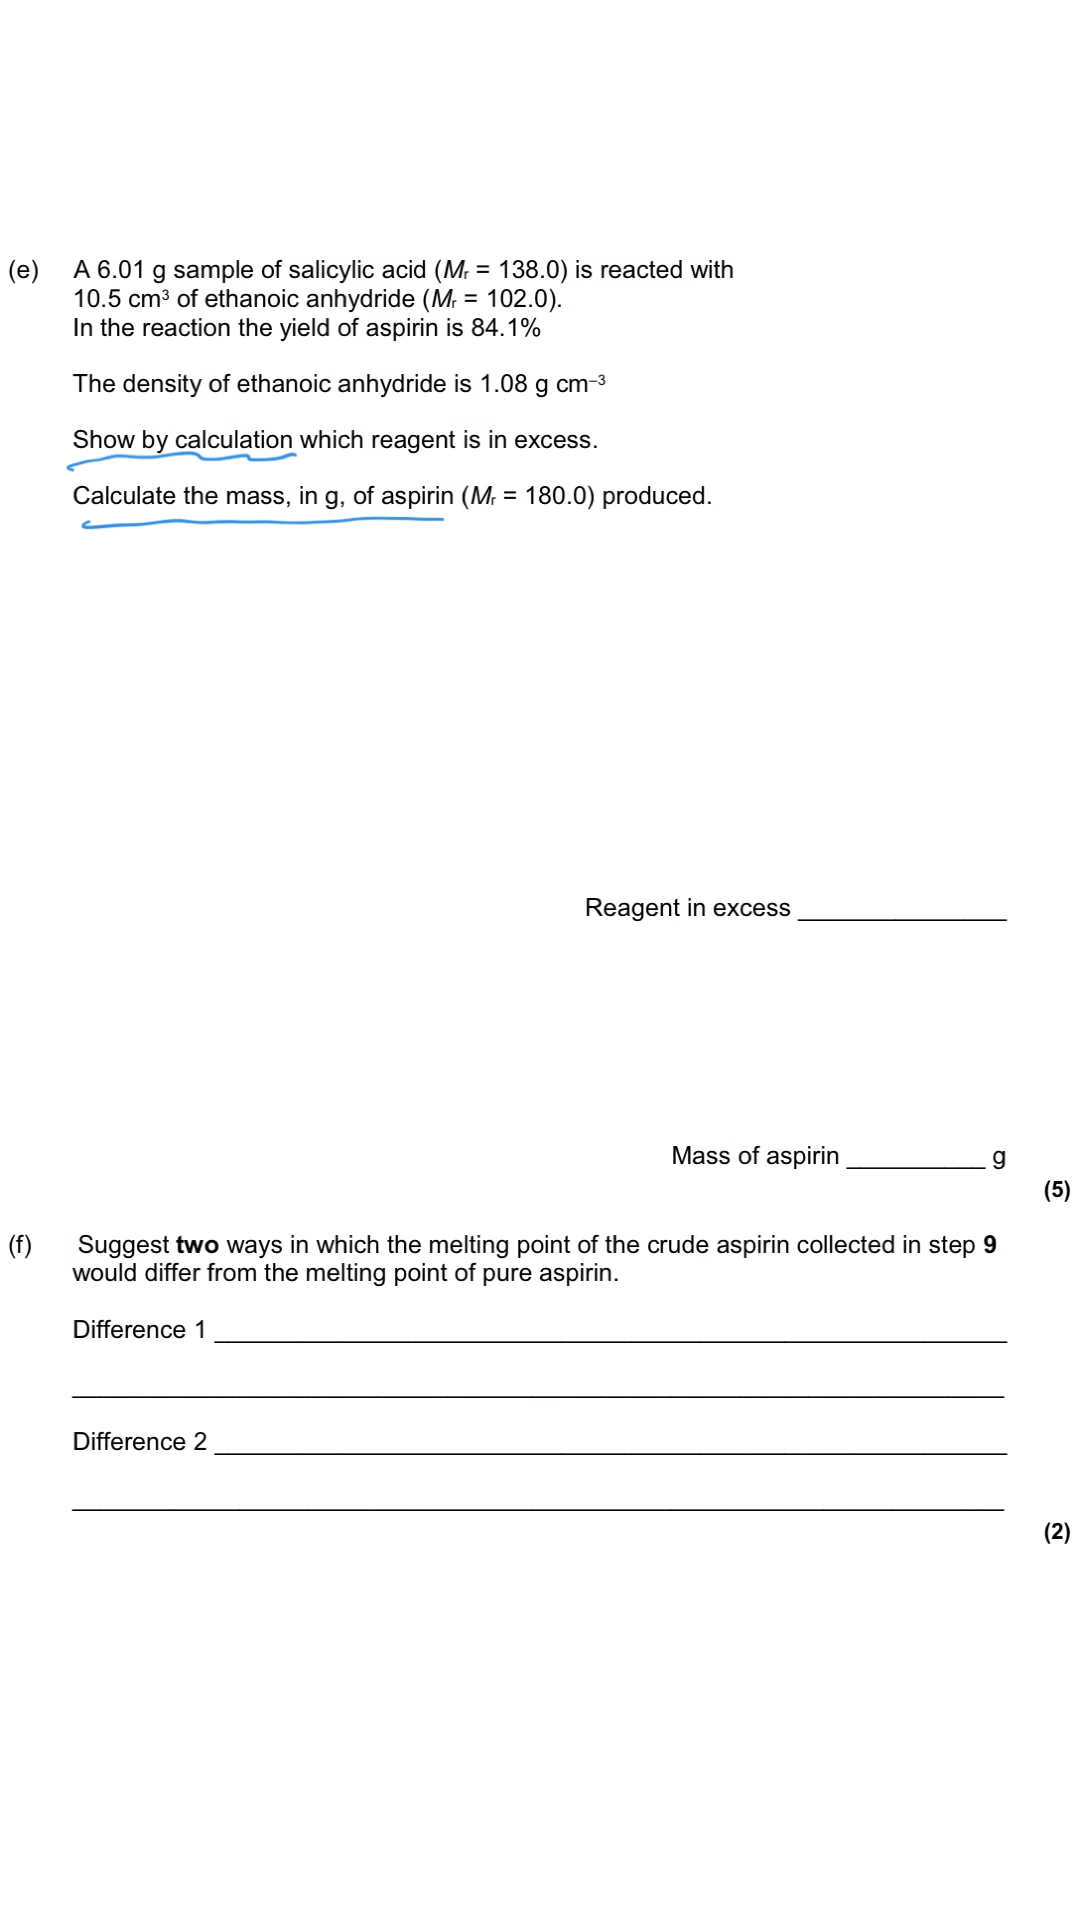 (e) A 6.01 g sample of salicylic acid (Mr = 138.0) is reacted with
10.5 cm³ of ethanoic anhydride (Mr = 102.0).
In the reaction the yield of aspirin is 84.1%
The density of ethanoic anhydride is 1.08 g cm⁻³
Show by calculation which reagent is in excess.
Calculate the mass, in g, of aspirin (Mr = 180.0) produced.
Reagent in excess _______________
Mass of aspirin __________ g
(5)
(f) Suggest two ways in which the melting point of the crude aspirin collected in step 9
would differ from the melting point of pure aspirin.
Difference 1 _______________
Difference 2 _______________
(2)